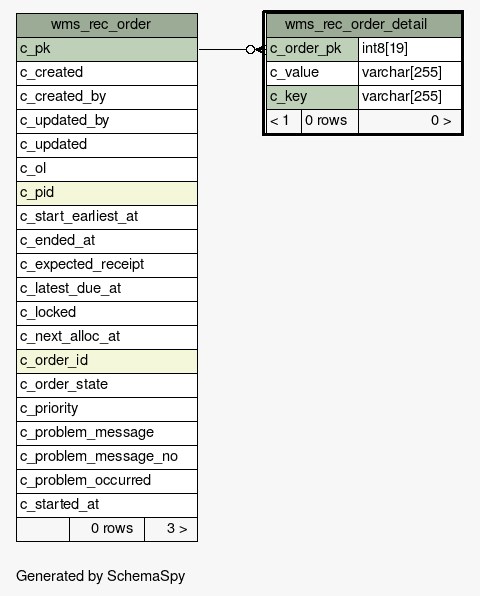 wms_rec_order
c_pk
c_created
c_created_by
c_updated_by
c_updated
c_ol
c_pid
c_start_earliest_at
c_ended_at
c_expected_receipt
c_latest_due_at
c_locked
c_next_alloc_at
c_order_id
c_order_state
c_priority
c_problem_message
c_problem_message_no
c_problem_occurred
c_started_at
0 rows 3 >
wms_rec_order_detail
c_order_pk int8[19]
c_value varchar[255]
c_key varchar[255]
< 1 0 rows 0 >
Generated by SchemaSpy